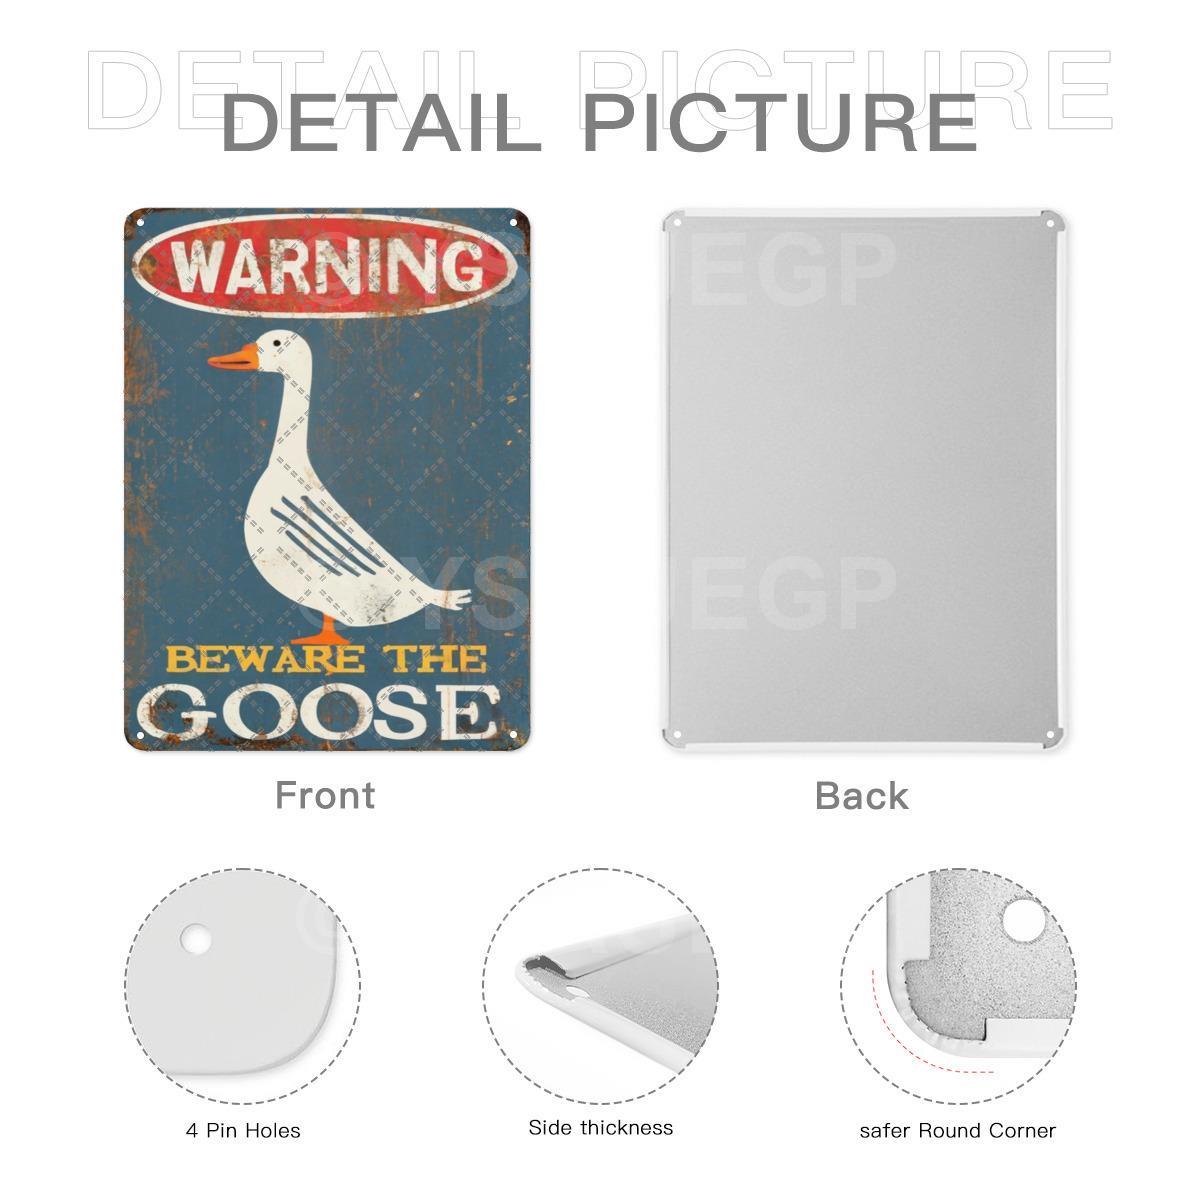 DETAIL PICTURE
DETAIL PICTURE
WARNING
BEWARE THE
GOOSE
Front
Back
4 Pin Holes
Side thickness
safer Round Corner